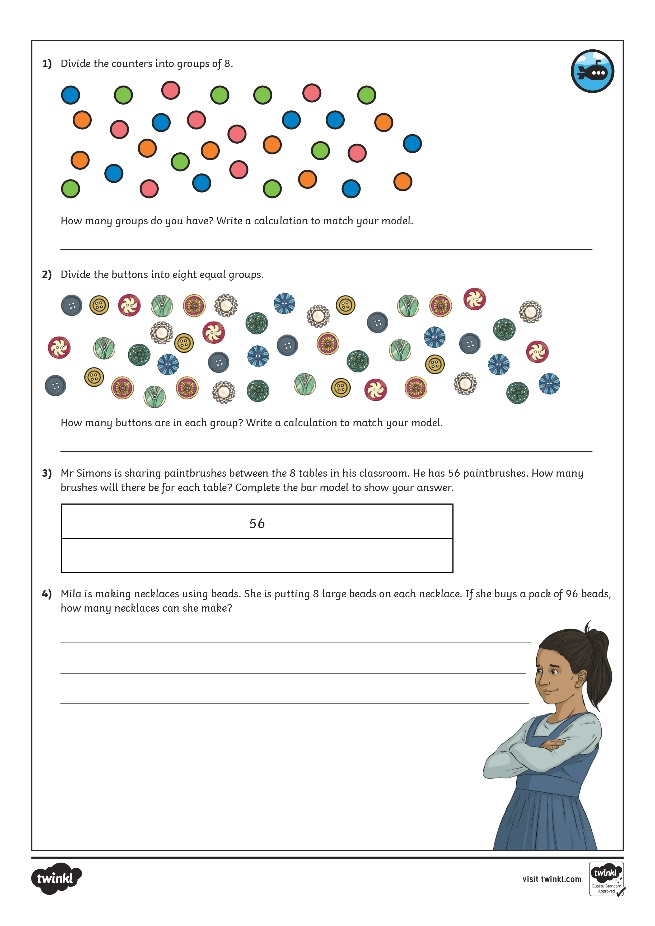 1) Divide the counters into groups of 8.
How many groups do you have? Write a calculation to match your model.
2) Divide the buttons into eight equal groups.
How many buttons are in each group? Write a calculation to match your model.
3) Mr Simons is sharing paintbrushes between the 8 tables in his classroom. He has 56 paintbrushes. How many
brushes will there be for each table? Complete the bar model to show your answer.
56
4) Mila is making necklaces using beads. She is putting 8 large beads on each necklace. If she buys a pack of 96 beads,
how many necklaces can she make?
twinkl
visit twinkl.com
twinkl
Quality Standard
Approved